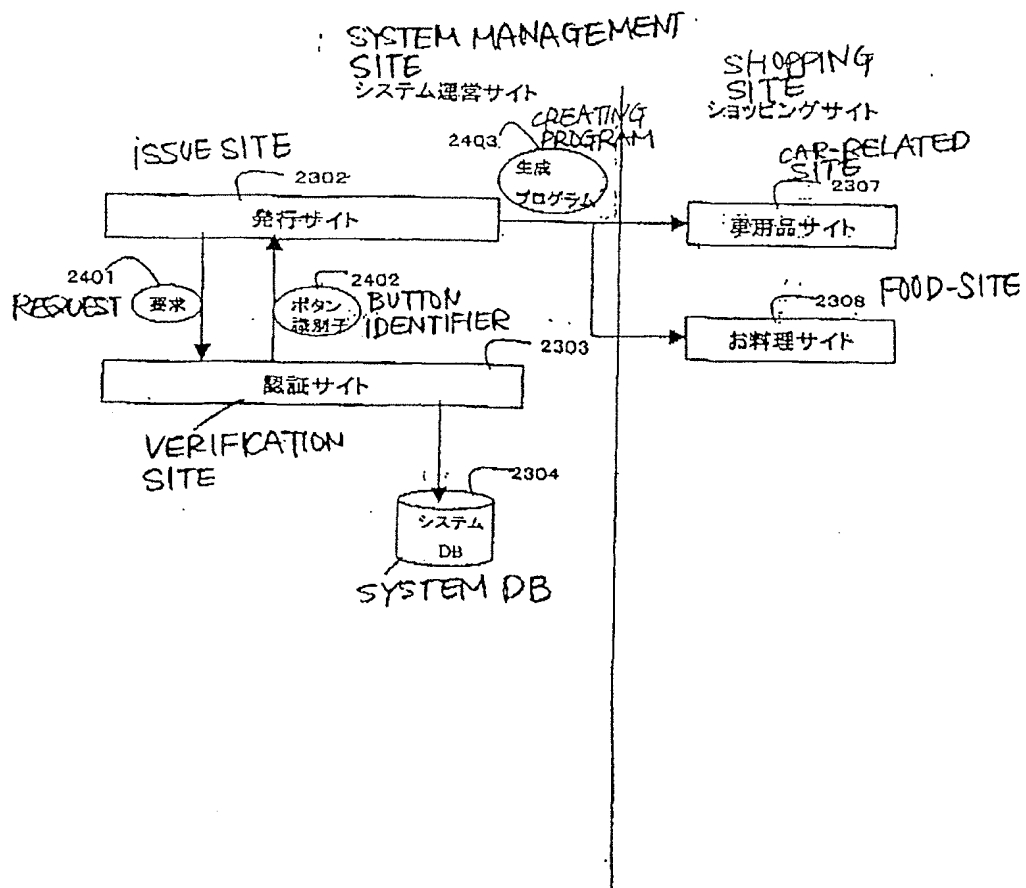 SYSTEM MANAGEMENT
SITE
システム運営サイト
SHOPPING
SITE
ショッピングサイト
ISSUE SITE
2302
発行サイト
2403
CREATING
PROGRAM
生成
プログラム
CAR-RELATED
SITE
2307
車用品サイト
2401
REQUEST
要求
2402
ボタン
識別子
BUTTON
IDENTIFIER
2308
FOOD-SITE
お料理サイト
2303
認証サイト
VERIFICATION
SITE
2304
システム
DB
SYSTEM DB